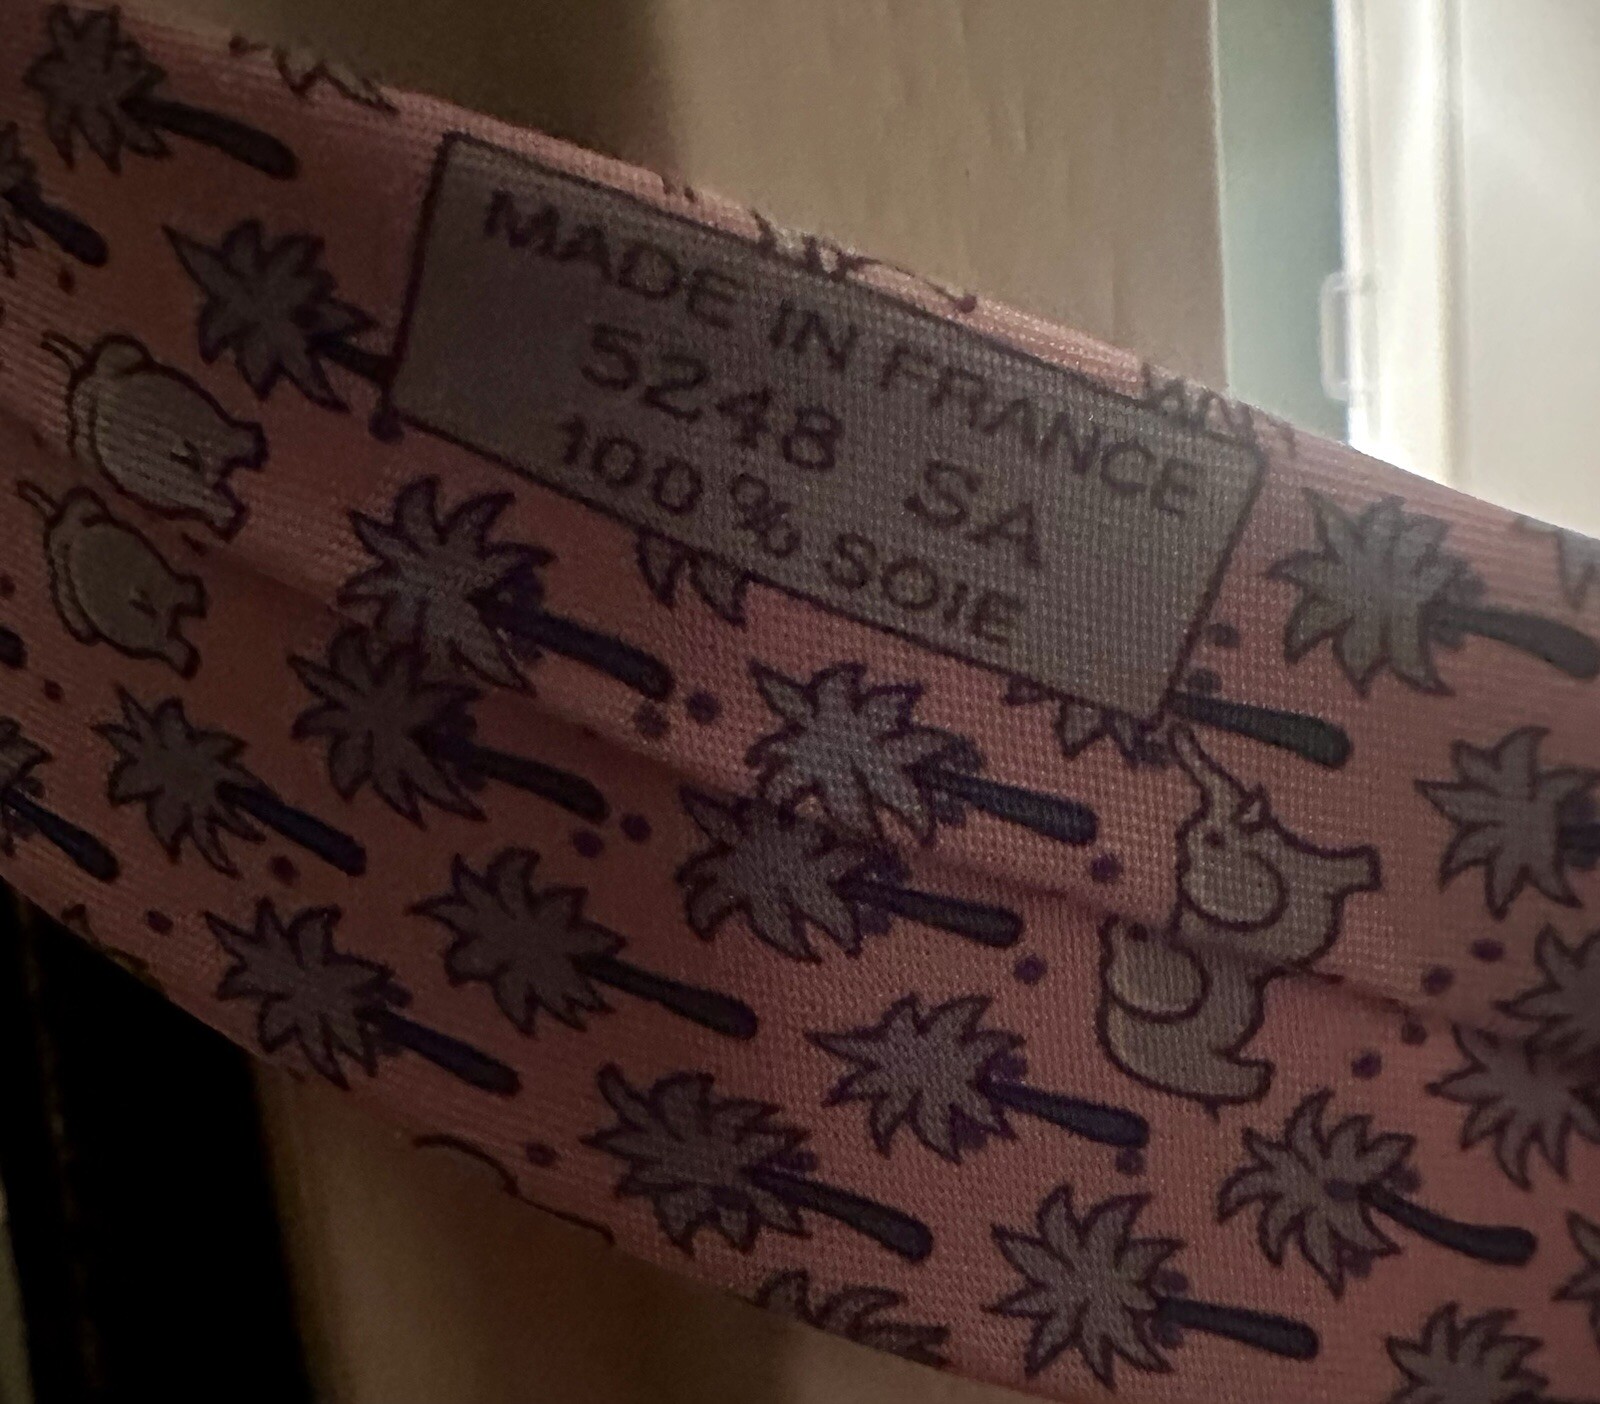 MADE IN FRANCE
5248 SA
100% SOIE